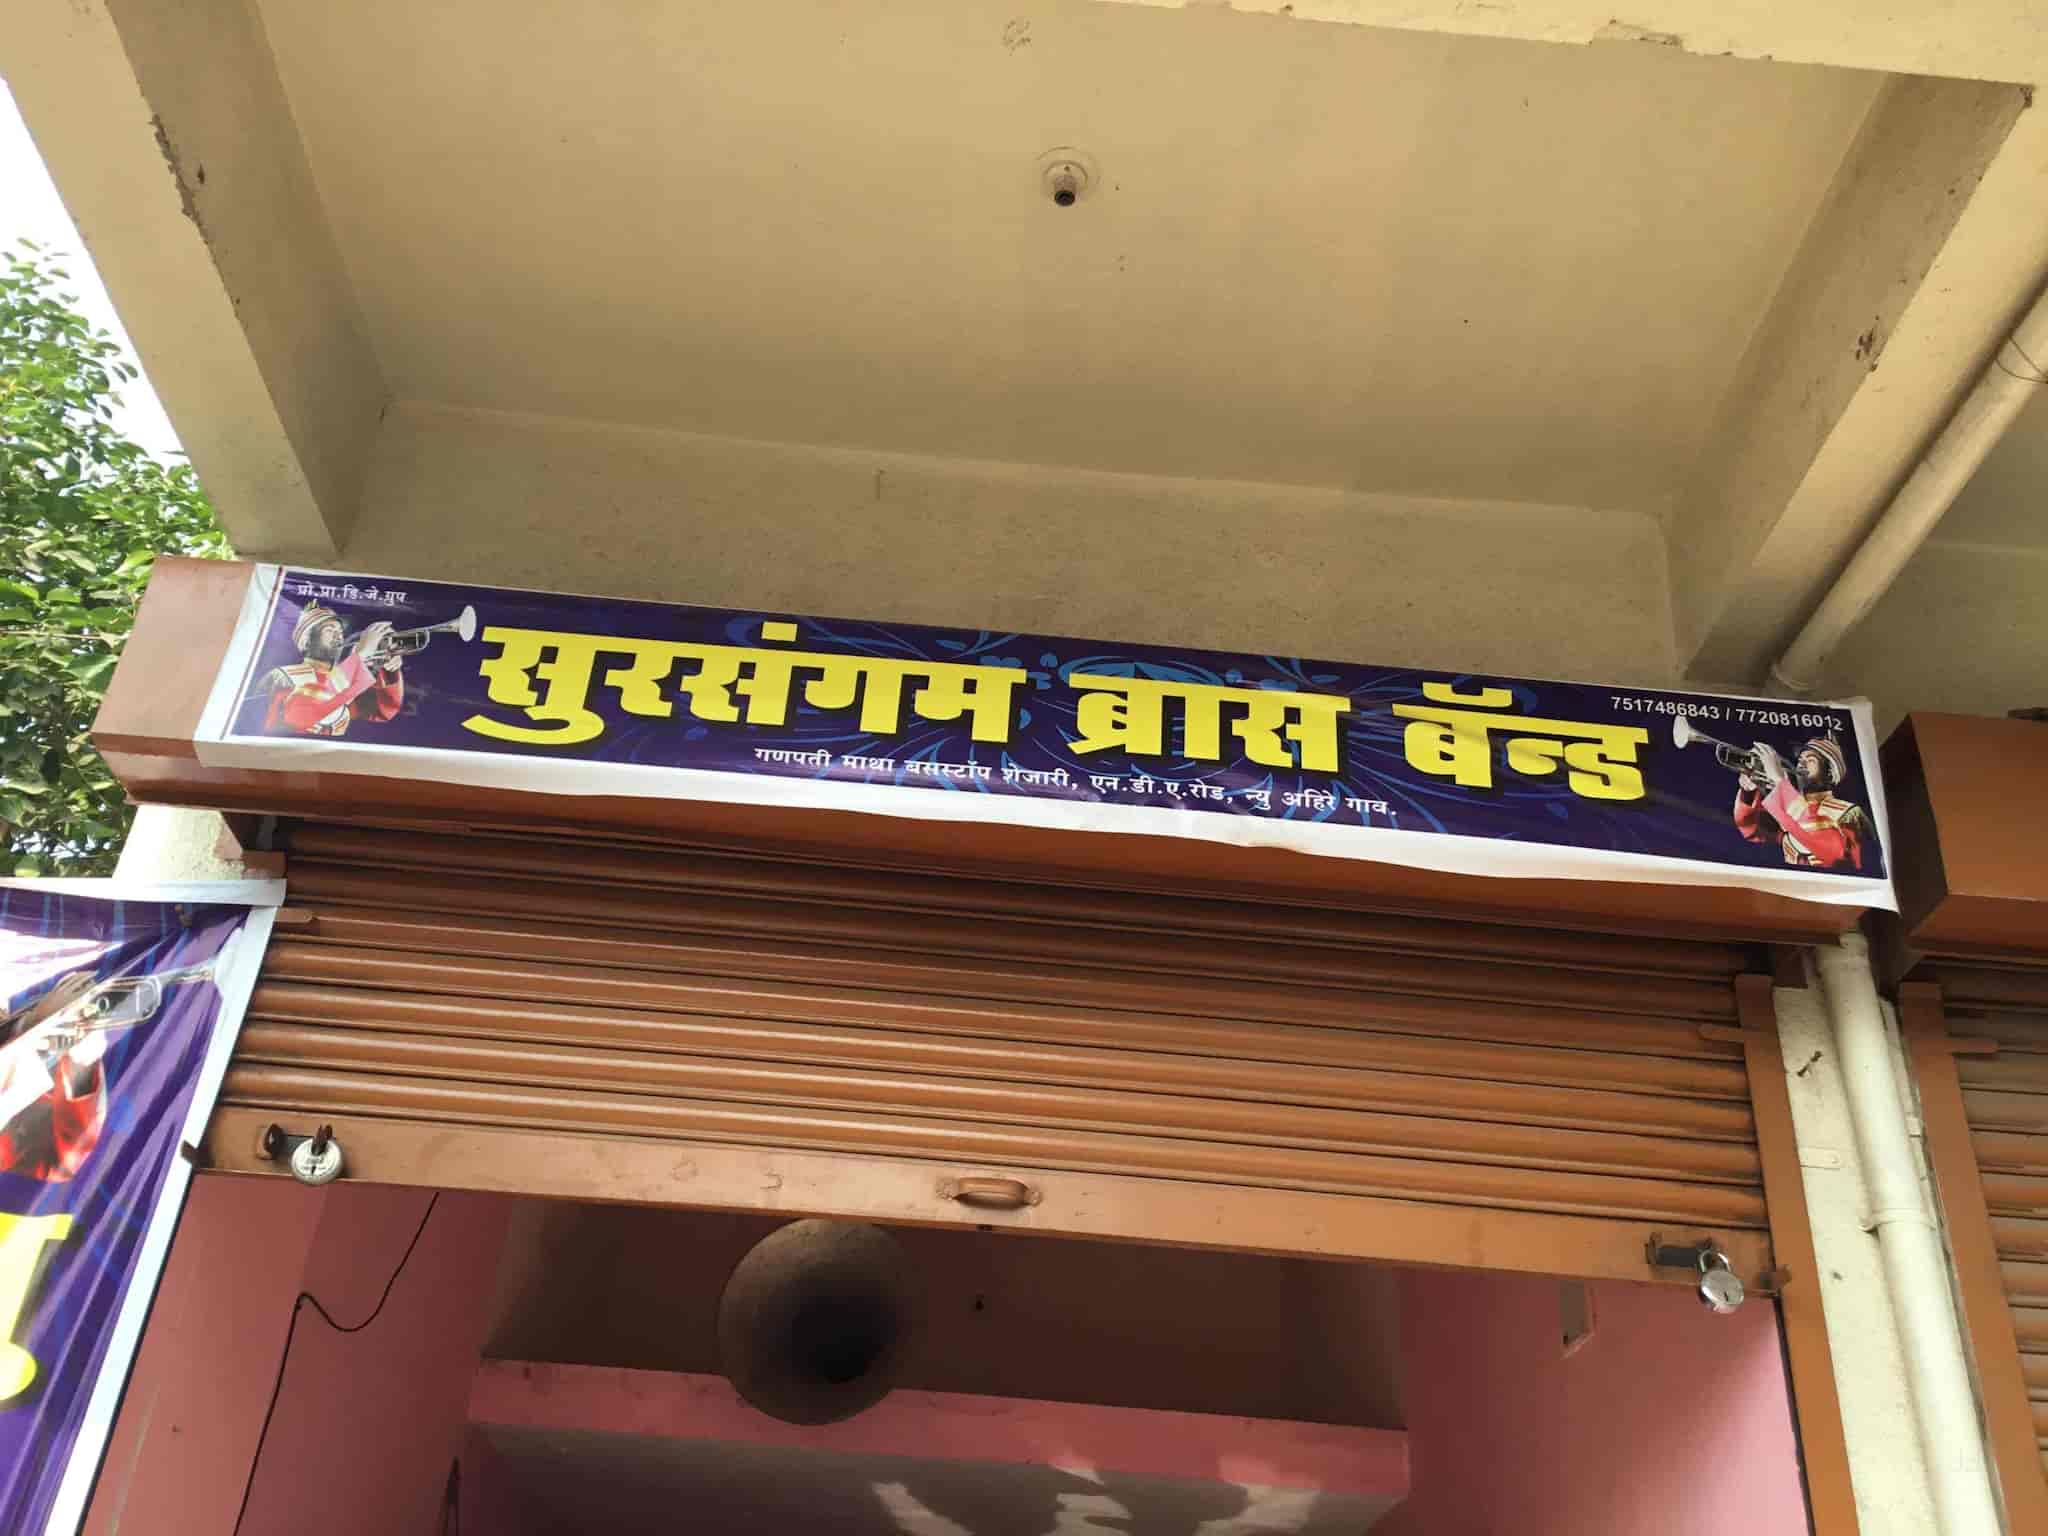 प्रो.प्रा.डि.जे.ग्रुप
सुरसंगम ब्रास बॅन्ड
7517486843 / 7720816012
गणपती माथा बसस्टॉप शेजारी, एन.डी.ए.रोड, न्यु अहिरे गाव.